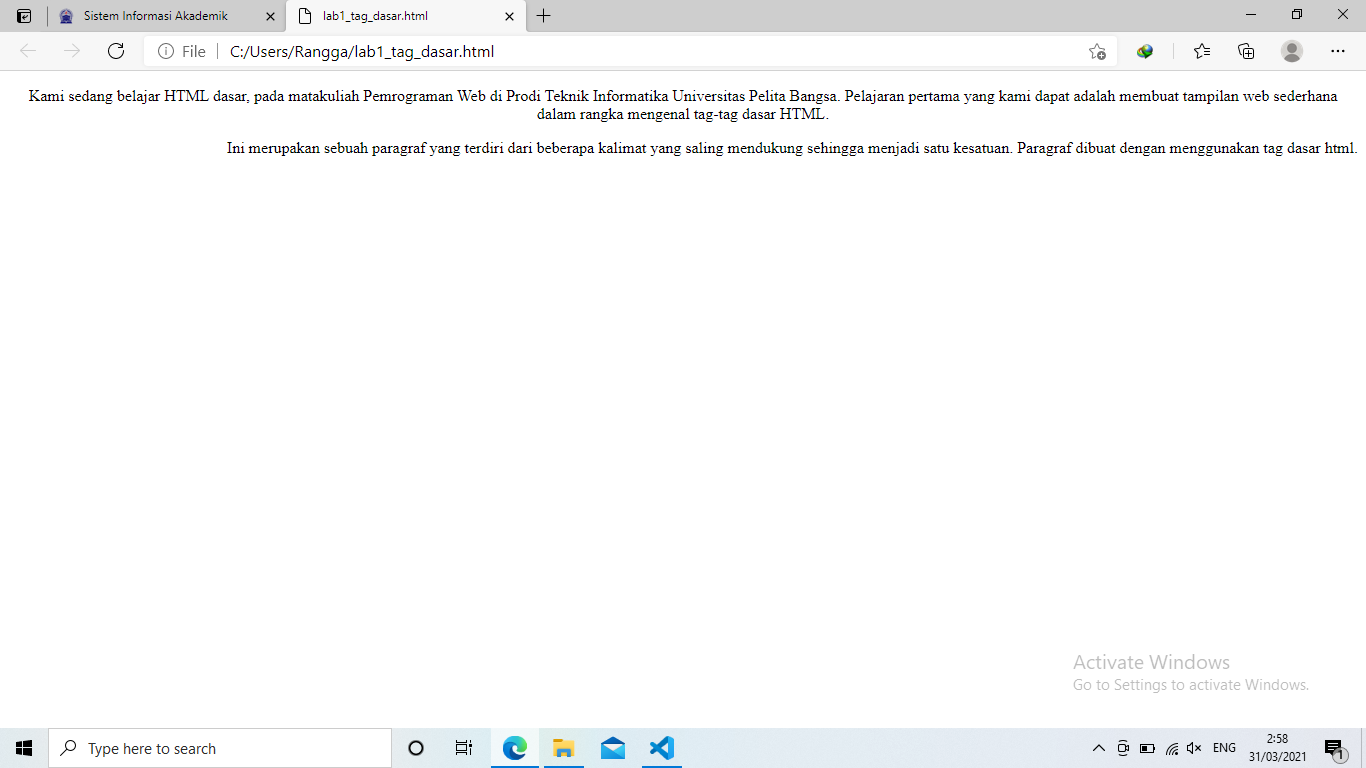 Sistem Informasi Akademik
lab1_tag_dasar.html
File
C:/Users/Rangga/lab1_tag_dasar.html
Kami sedang belajar HTML dasar, pada matakuliah Pemrograman Web di Prodi Teknik Informatika Universitas Pelita Bangsa. Pelajaran pertama yang kami dapat adalah membuat tampilan web sederhana
dalam rangka mengenal tag-tag dasar HTML.
Ini merupakan sebuah paragraf yang terdiri dari beberapa kalimat yang saling mendukung sehingga menjadi satu kesatuan. Paragraf dibuat dengan menggunakan tag dasar html.
Activate Windows
Go to Settings to activate Windows.
Type here to search
ENG
2:58
31/03/2021
1